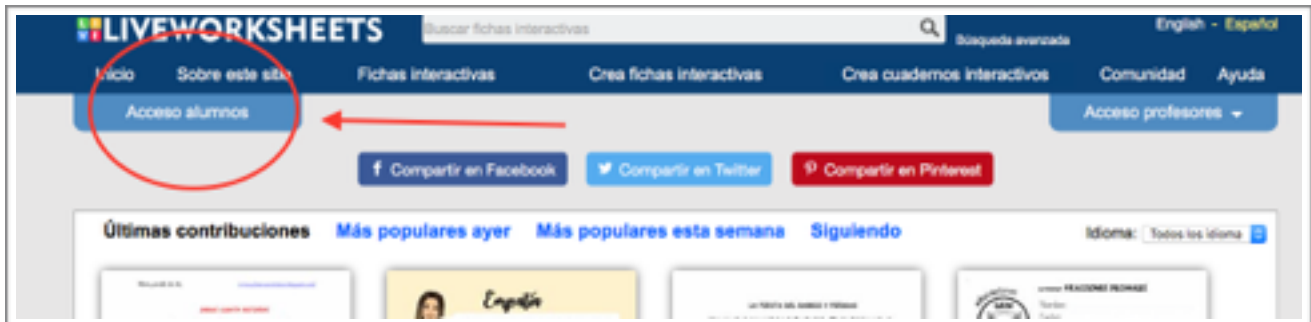 LIVEWORKSHEETS Buscar fichas interactivas Búsqueda avanzada English - Español
Inicio Sobre este sitio Fichas interactivas Crea fichas interactivas Crea cuadernos interactivos Comunidad Ayuda
Acceso alumnos Acceso profesores
Compartir en Facebook Compartir en Twitter Compartir en Pinterest
Últimas contribuciones Más populares ayer Más populares esta semana Siguiendo Idioma: Todos los idioma
Empatía